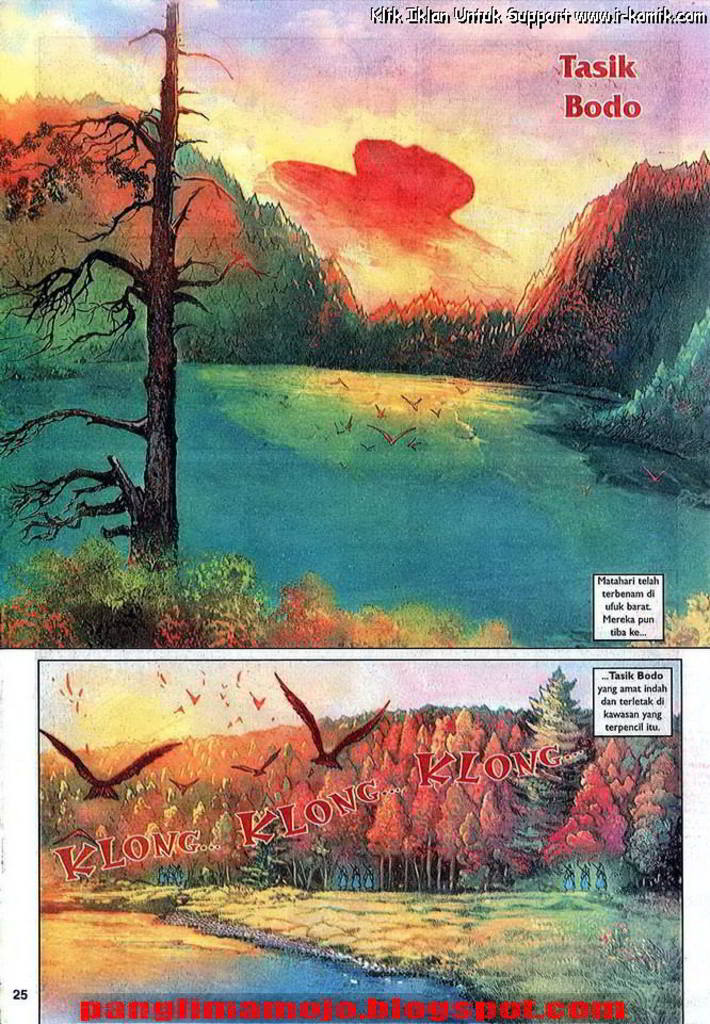 Klik Iklan Untuk Support www.ir-komik.com
Tasik
Bodo
Matahari telah
terbenam di
ufuk barat.
Mereka pun
tiba ke...
...Tasik Bodo
yang amat indah
dan terletak di
kawasan yang
terpencil itu.
KLONG... KLONG... KLONG...
25
panglimamojo.blogspot.com